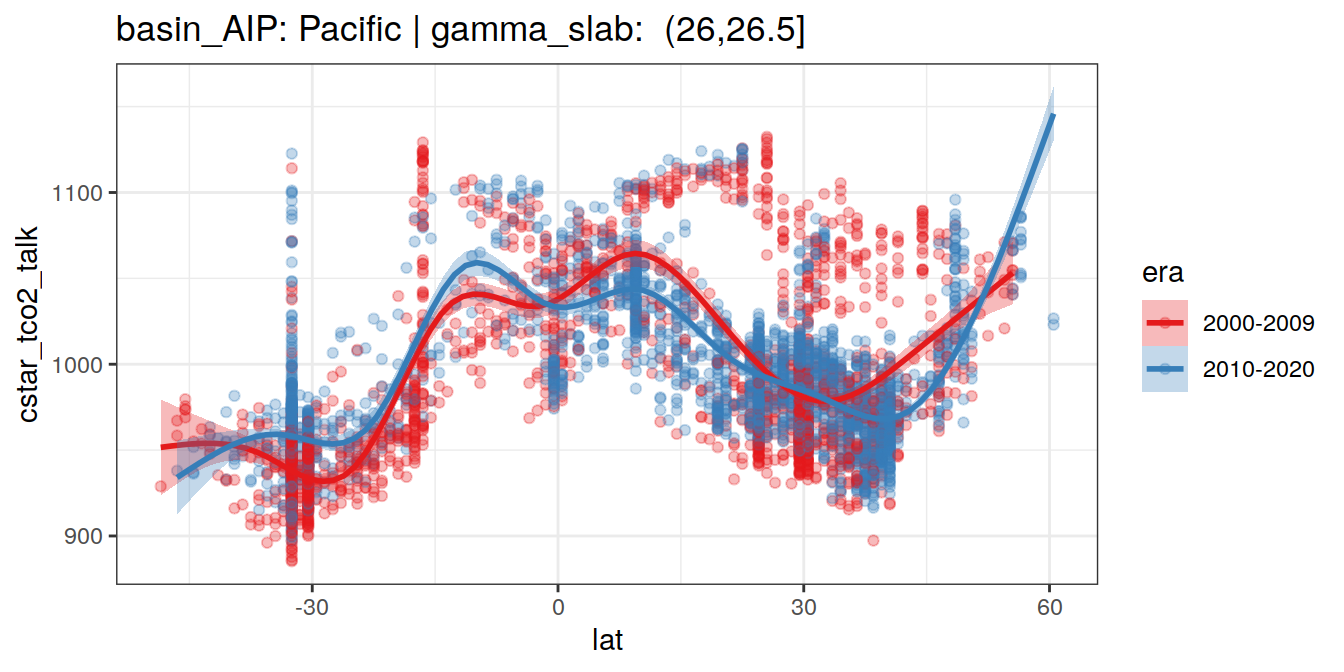 basin_AIP: Pacific | gamma_slab:  (26,26.5]
cstar_tco2_talk
1100
1000
900
-30
0
30
60
lat
era
2000-2009
2010-2020